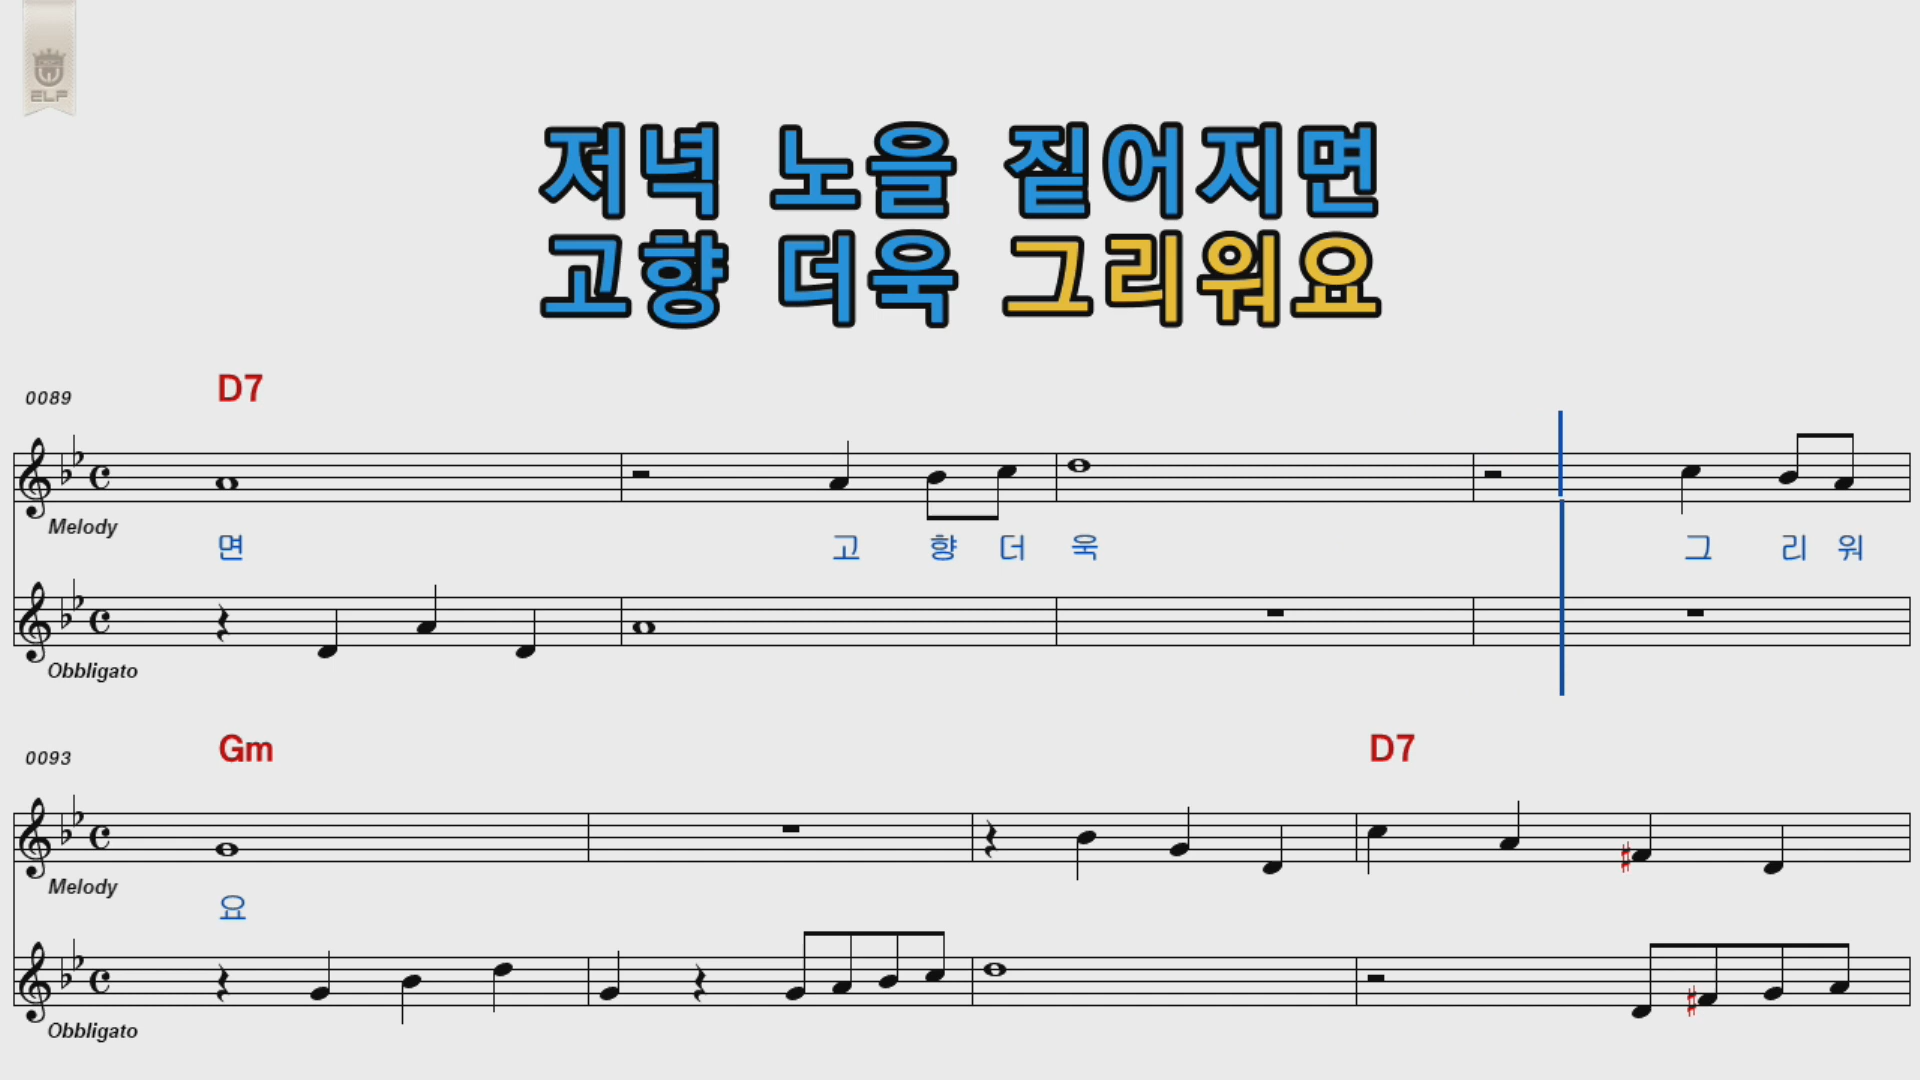 ELF
저녁 노을 짙어지면
고향 더욱 그리워요
0089 D7
Melody
면 고 향 더 욱 그 리 워
Obbligato
0093 Gm D7
Melody
요
Obbligato